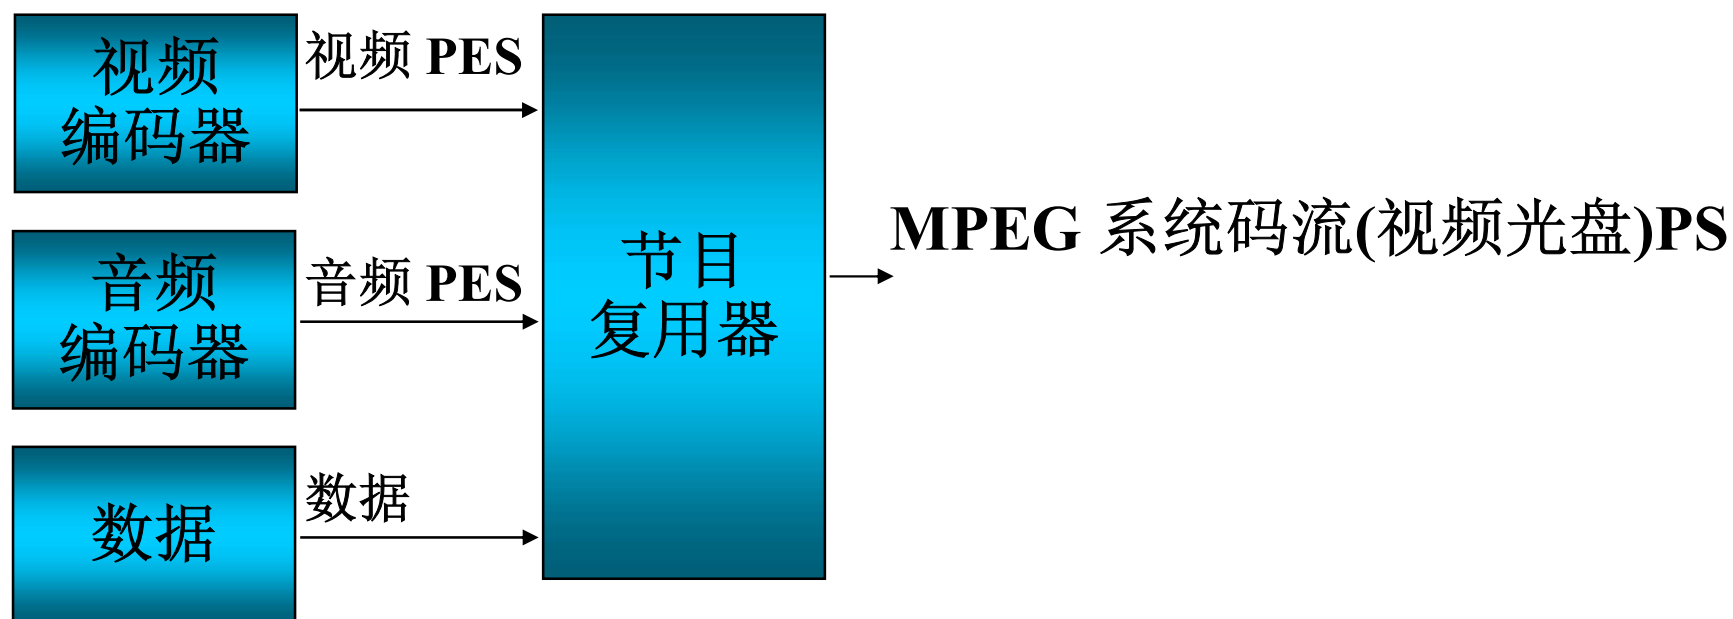 视频
编码器
视频 PES
音频
编码器
音频 PES
数据
数据
节目
复用器
MPEG 系统码流(视频光盘)PS